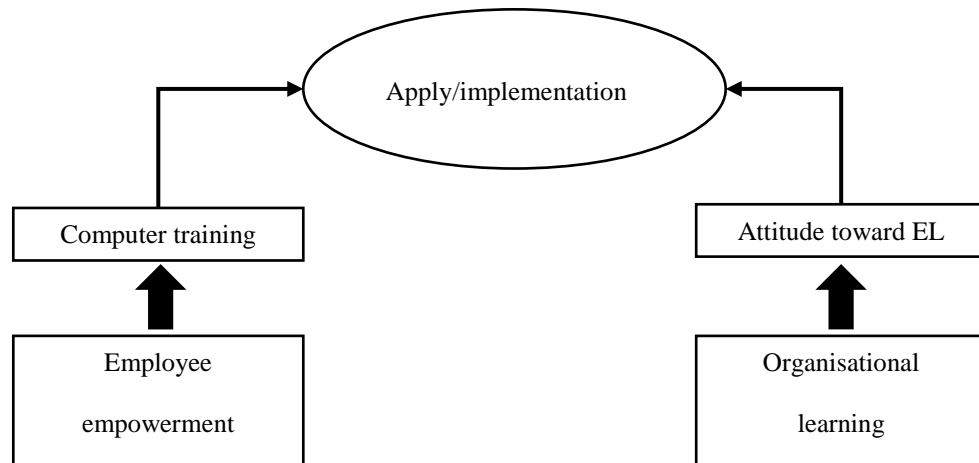 Apply/implementation
Computer training
Attitude toward EL
Employee
empowerment
Organisational
learning